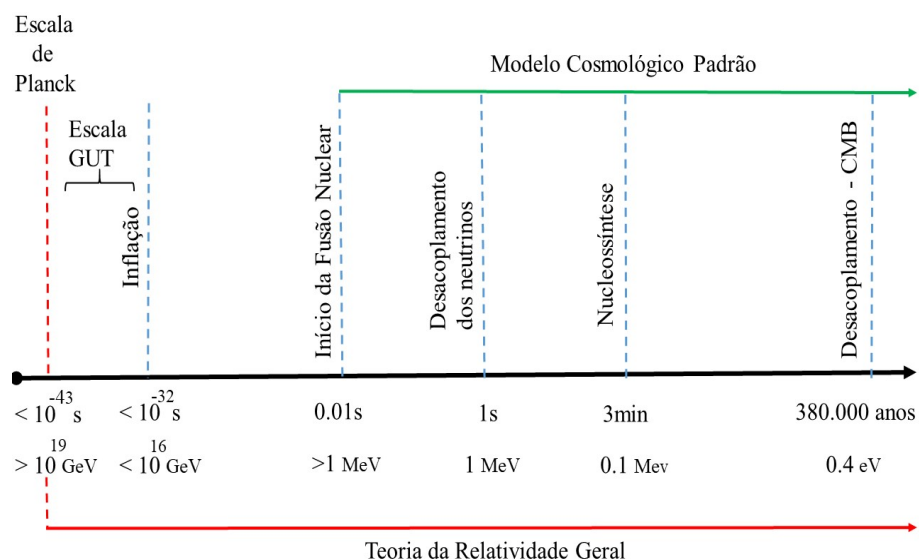 Escala
de
Planck
Escala
GUT
Inflação
Modelo Cosmológico Padrão
Início da Fusão Nuclear
Desacoplamento
dos neutrinos
Nucleossíntese
Desacoplamento - CMB
< 10^-43 s < 10^-32 s 0.01s 1s 3min 380.000 anos
> 10^19 GeV < 10^16 GeV >1 MeV 1 MeV 0.1 Mev 0.4 eV
Teoria da Relatividade Geral